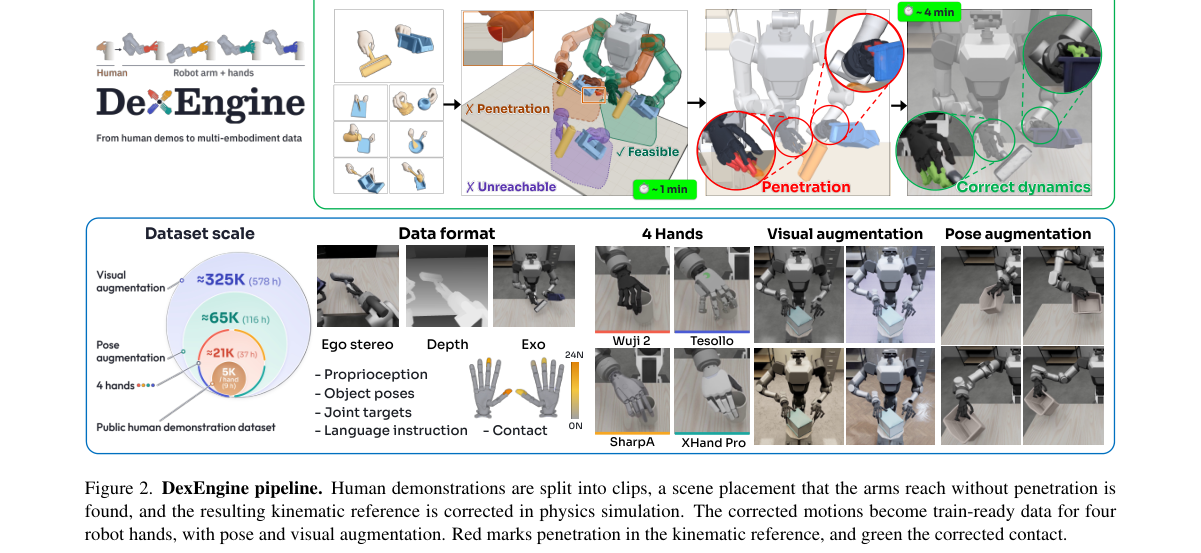 Human
Robot arm + hands
DexEngine
From human demos to multi-embodiment data
✗ Penetration
✓ Feasible
✗ Unreachable
~ 1 min
Penetration
~ 4 min
Correct dynamics
Dataset scale
Visual
augmentation
≈325K (578 h)
≈65K (116 h)
Pose
augmentation
≈21K (37 h)
4 hands
5K
/ hand
(9 h)
Public human demonstration dataset
Data format
Ego stereo
Depth
Exo
- Proprioception
- Object poses
- Joint targets
- Language instruction
- Contact
24N
0N
4 Hands
Wuji 2
Tesollo
SharpA
XHand Pro
Visual augmentation
Pose augmentation
Figure 2. DexEngine pipeline. Human demonstrations are split into clips, a scene placement that the arms reach without penetration is
found, and the resulting kinematic reference is corrected in physics simulation. The corrected motions become train-ready data for four
robot hands, with pose and visual augmentation. Red marks penetration in the kinematic reference, and green the corrected contact.